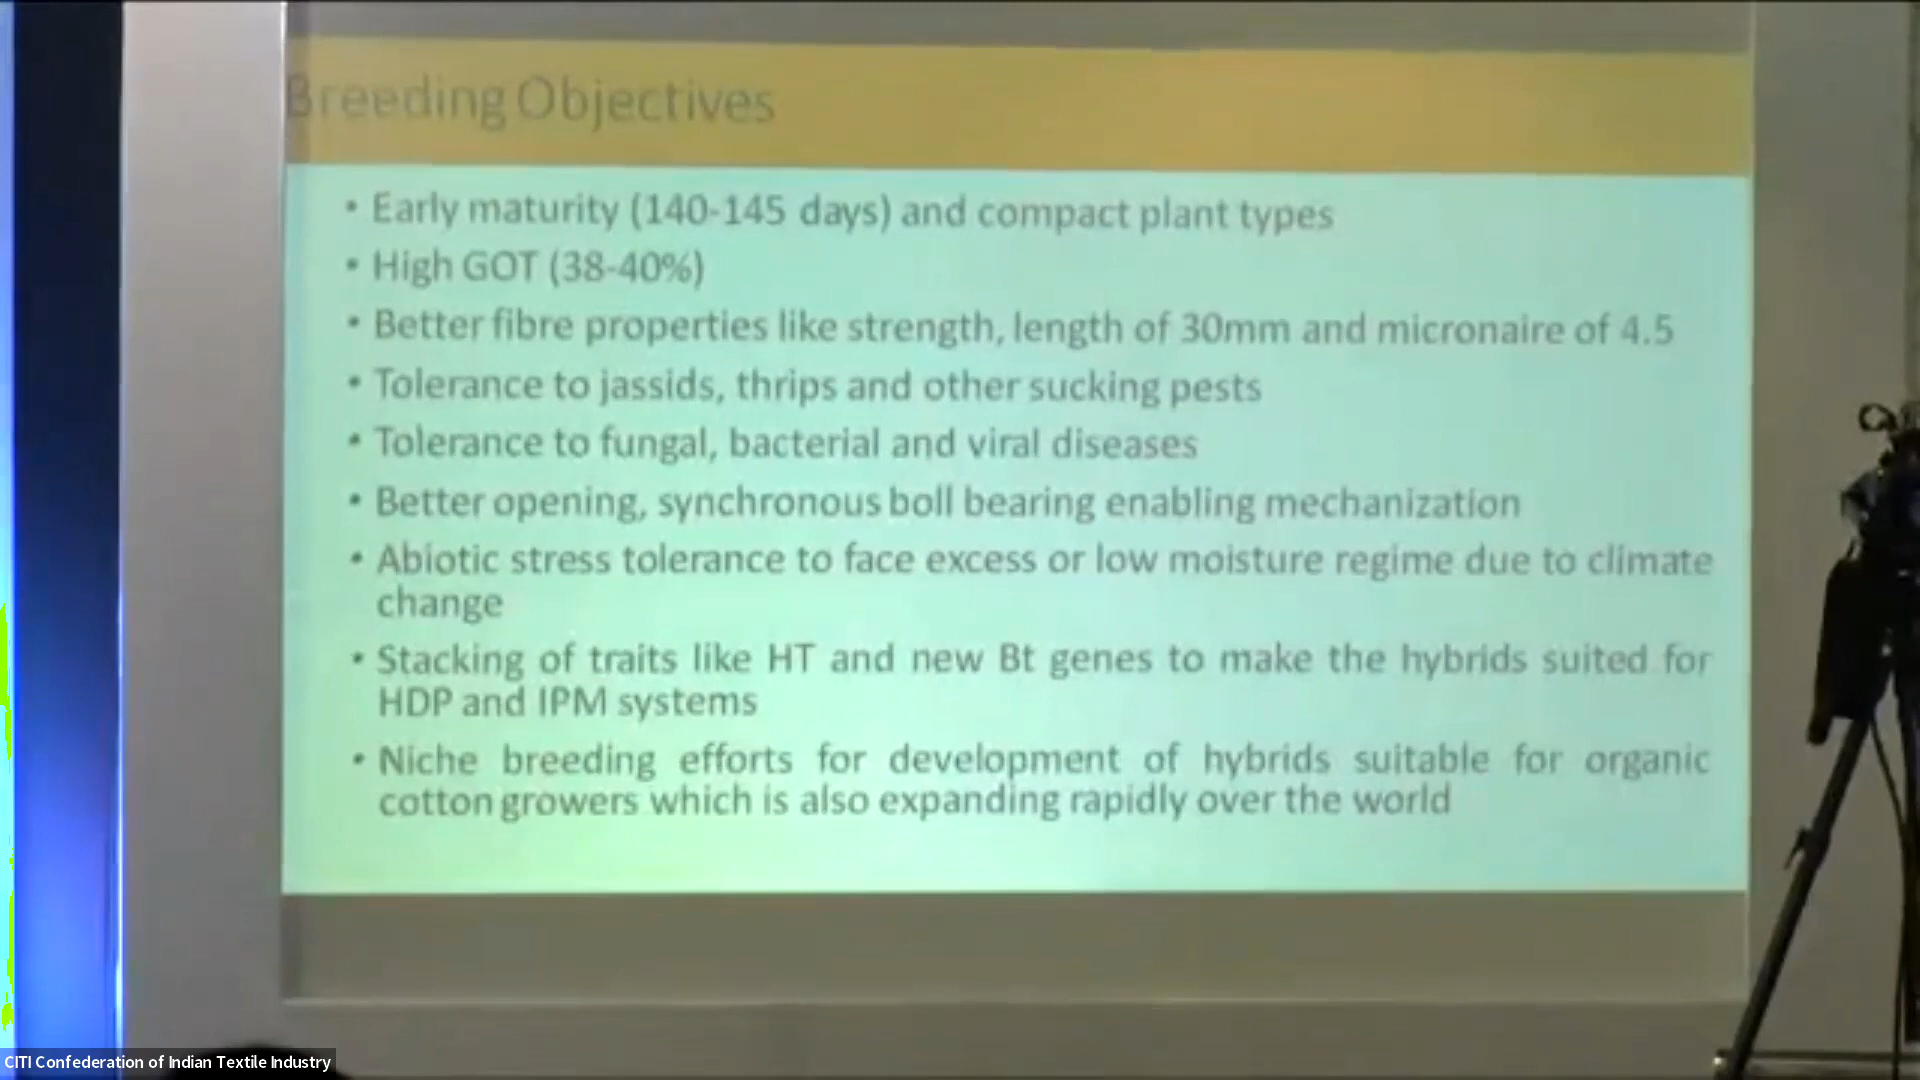 Breeding Objectives
• Early maturity (140-145 days) and compact plant types
• High GOT (38-40%)
• Better fibre properties like strength, length of 30mm and micronaire of 4.5
• Tolerance to jassids, thrips and other sucking pests
• Tolerance to fungal, bacterial and viral diseases
• Better opening, synchronous boll bearing enabling mechanization
• Abiotic stress tolerance to face excess or low moisture regime due to climate
change
• Stacking of traits like HT and new Bt genes to make the hybrids suited for
HDP and IPM systems
• Niche breeding efforts for development of hybrids suitable for organic
cotton growers which is also expanding rapidly over the world
CITI Confederation of Indian Textile Industry